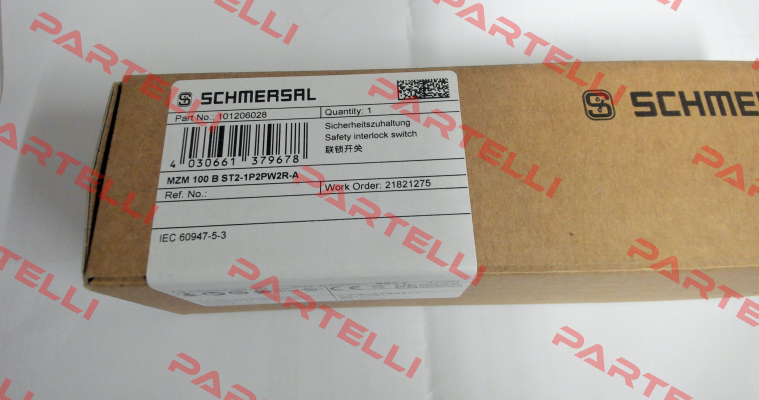 SCHMERSAL
Part No.: 101206028
Quantity: 1
Sicherheitszuhaltung
Safety interlock switch
联锁开关
4 030661 379678
MZM 100 B ST2-1P2PW2R-A
Ref. No.:
Work Order: 21821275
IEC 60947-5-3
SCHMERSAL
PARTELLI
PARTELLI
PARTELLI
PARTELLI
PARTELLI
PARTELLI
PARTELLI
PARTELLI
PARTELLI